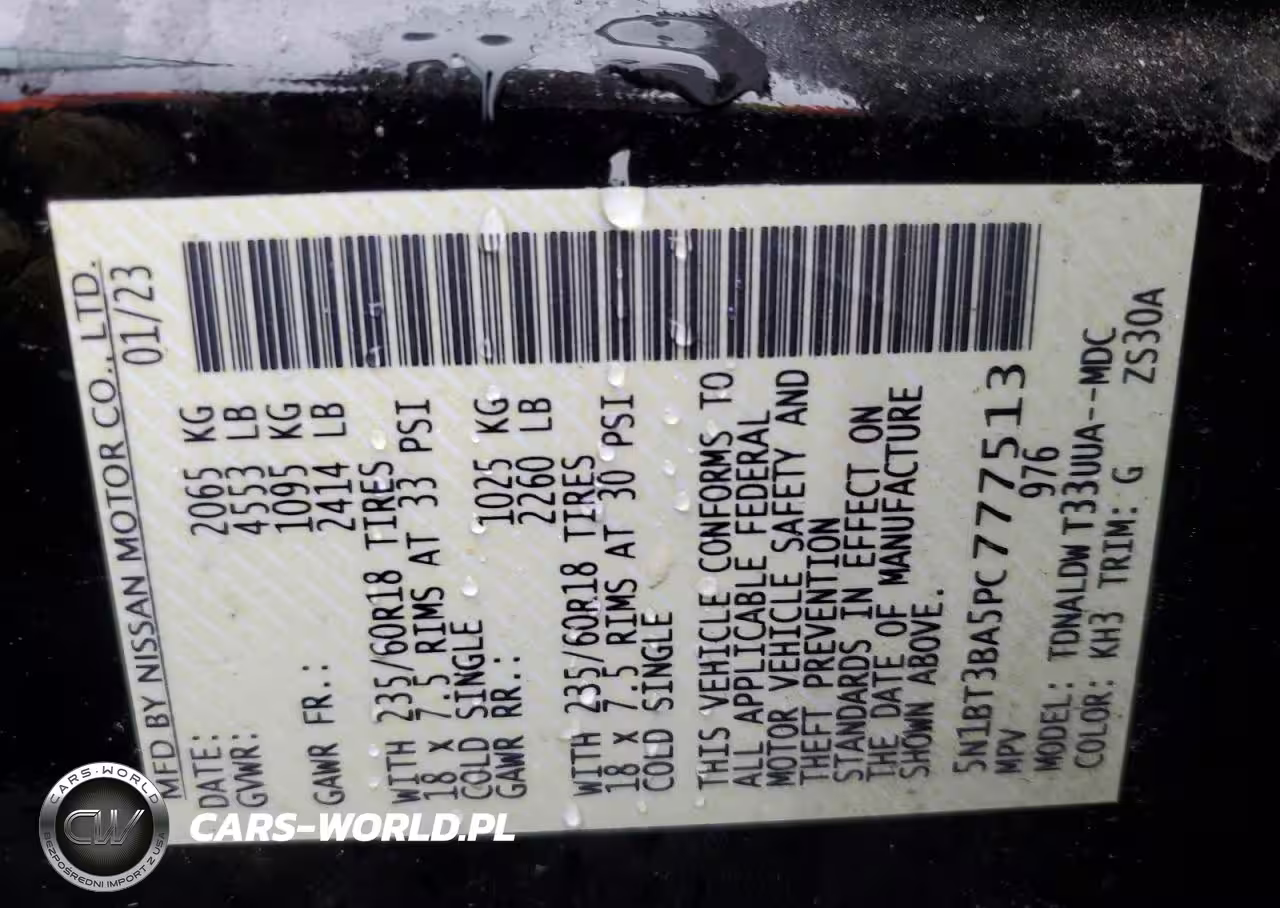 MFD BY NISSAN MOTOR CO., LTD.
DATE: 01/23
GVWR: 2065 KG
4553 LB
GAWR FR.: 1095 KG
2414 LB
WITH 235/60R18 TIRES
18 X 7.5 RIMS AT 33 PSI
COLD SINGLE
GAWR RR.: 1025 KG
2260 LB
WITH 235/60R18 TIRES
18 X 7.5 RIMS AT 30 PSI
COLD SINGLE
THIS VEHICLE CONFORMS TO
ALL APPLICABLE FEDERAL
MOTOR VEHICLE SAFETY AND
THEFT PREVENTION
STANDARDS IN EFFECT ON
THE DATE OF MANUFACTURE
SHOWN ABOVE.
5N1BT3BA5PC777513
MPV 976
MODEL: TDNALDW T33UUA--MDC
COLOR: KH3 TRIM: G ZS30A
CARS-WORLD
CW
BEZPOŚREDNI IMPORT Z USA
CARS-WORLD.PL